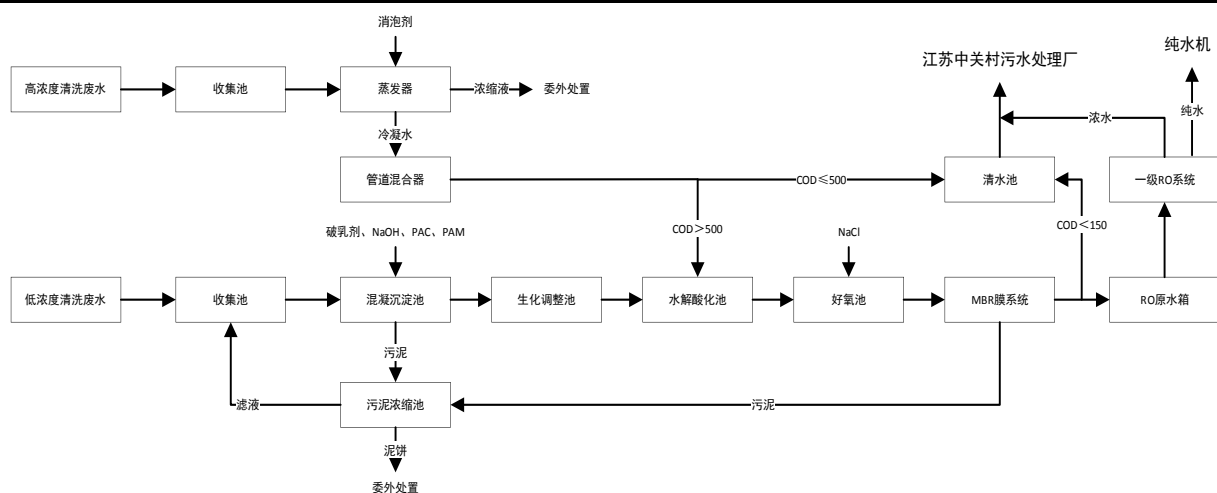 消泡剂
纯水机
江苏中关村污水处理厂
高浓度清洗废水
收集池
蒸发器
浓缩液
委外处置
纯水
浓水
冷凝水
管道混合器
COD≤500
清水池
一级RO系统
COD＞500
COD＜150
破乳剂、NaOH、PAC、PAM
NaCl
低浓度清洗废水
收集池
混凝沉淀池
生化调整池
水解酸化池
好氧池
MBR膜系统
RO原水箱
污泥
滤液
污泥浓缩池
污泥
泥饼
委外处置